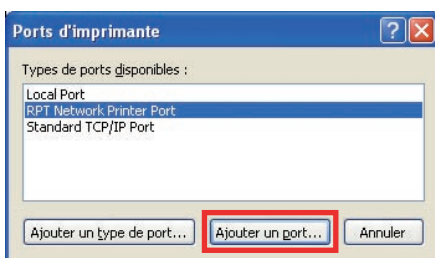 Ports d'imprimante
Types de ports disponibles :
Local Port
RPT Network Printer Port
Standard TCP/IP Port
Ajouter un type de port... Ajouter un port... Annuler